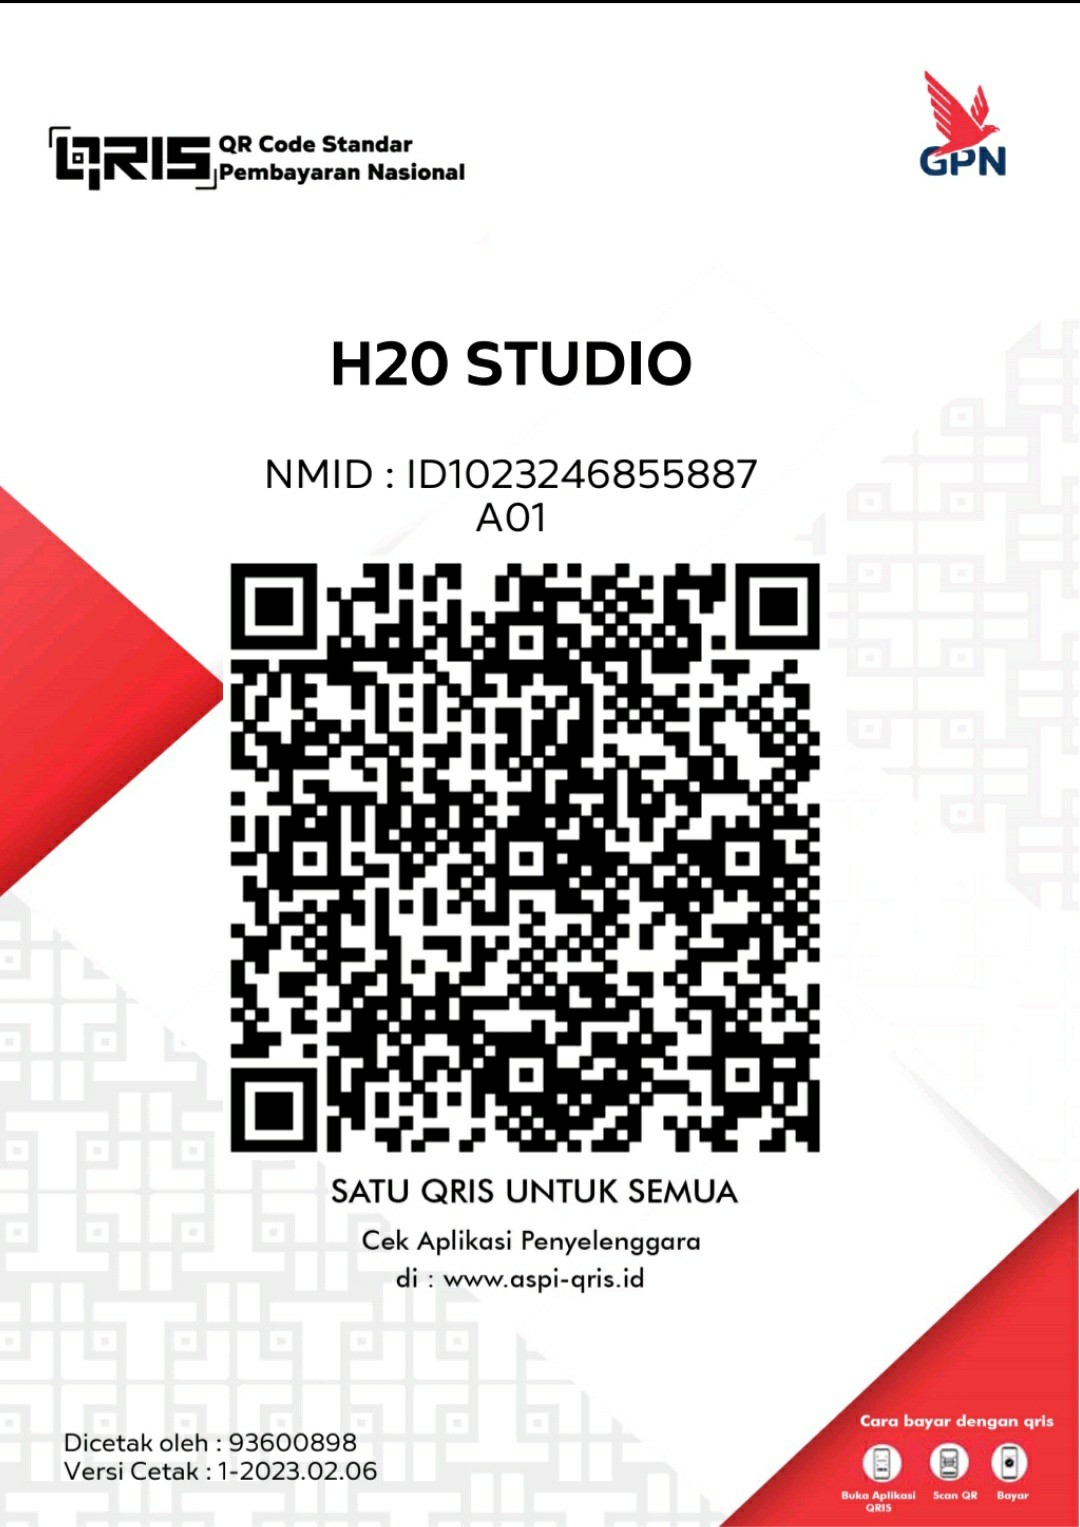 QRIS QR Code Standar
Pembayaran Nasional
GPN
H20 STUDIO
NMID : ID1023246855887
A01
SATU QRIS UNTUK SEMUA
Cek Aplikasi Penyelenggara
di : www.aspi-qris.id
Dicetak oleh : 93600898
Versi Cetak : 1-2023.02.06
Cara bayar dengan qris
Buka Aplikasi
QRIS
Scan QR
Bayar